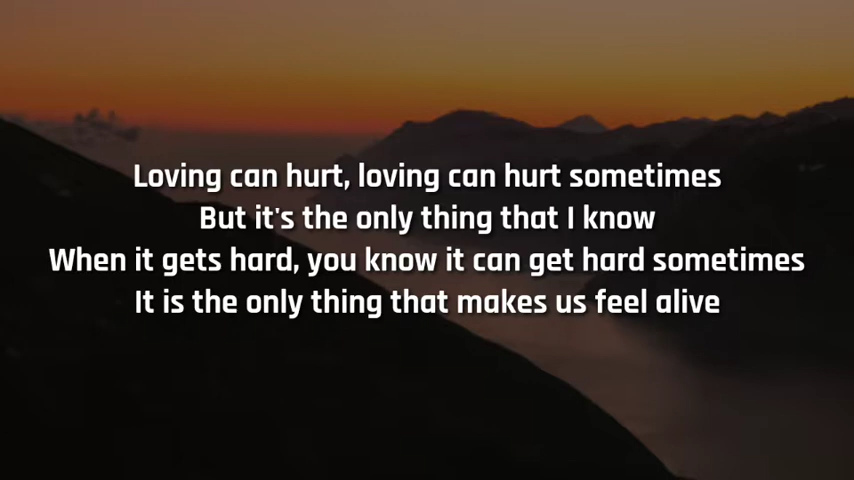 Loving can hurt, loving can hurt sometimes
But it's the only thing that I know
When it gets hard, you know it can get hard sometimes
It is the only thing that makes us feel alive